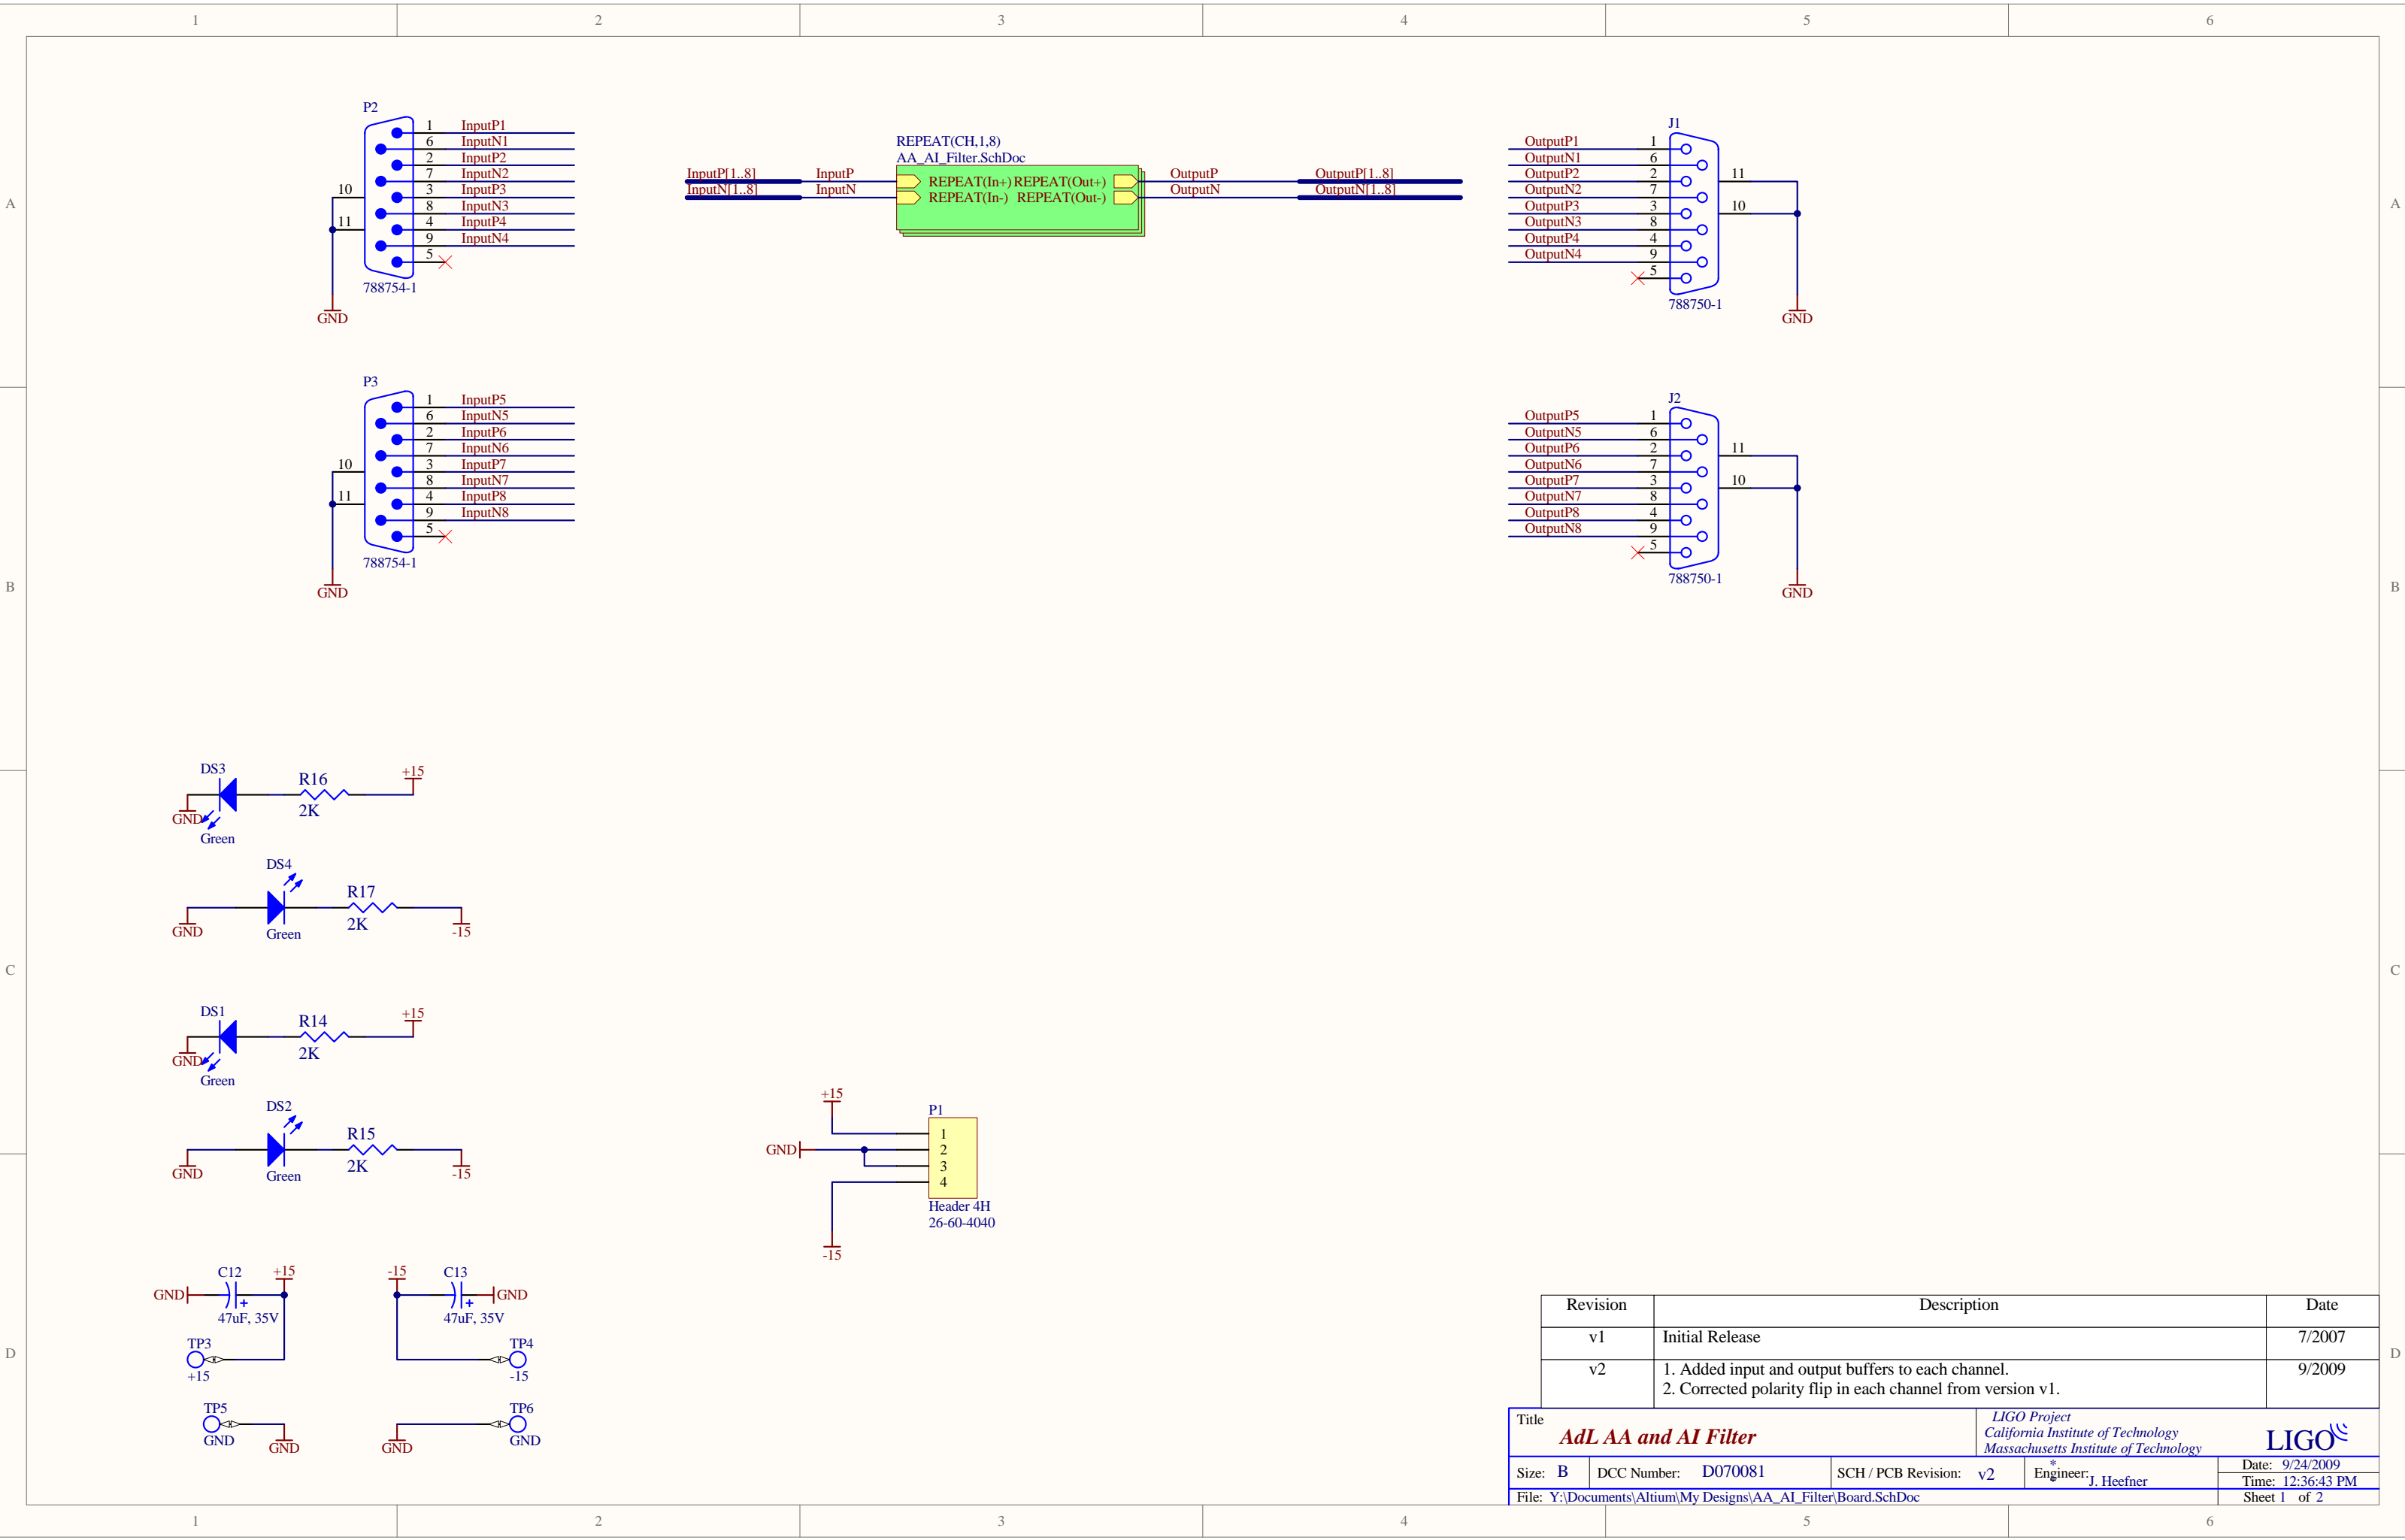 1 2 3 4 5 6
A A
B B
C C
D D
P2
1 InputP1
6 InputN1
2 InputP2
7 InputN2
3 InputP3
8 InputN3
4 InputP4
9 InputN4
5
10
11
788754-1
GND
REPEAT(CH,1,8)
AA_AI_Filter.SchDoc
InputP[1..8] InputP REPEAT(In+) REPEAT(Out+) OutputP OutputP[1..8]
InputN[1..8] InputN REPEAT(In-) REPEAT(Out-) OutputN OutputN[1..8]
J1
OutputP1 1
OutputN1 6
OutputP2 2
OutputN2 7
OutputP3 3
OutputN3 8
OutputP4 4
OutputN4 9
5
11
10
788750-1
GND
P3
1 InputP5
6 InputN5
2 InputP6
7 InputN6
3 InputP7
8 InputN7
4 InputP8
9 InputN8
5
10
11
788754-1
GND
J2
OutputP5 1
OutputN5 6
OutputP6 2
OutputN6 7
OutputP7 3
OutputN7 8
OutputP8 4
OutputN8 9
5
11
10
788750-1
GND
DS3
R16
+15
2K
GND
Green
DS4
R17
2K
GND
Green
-15
DS1
R14
+15
2K
GND
Green
DS2
R15
2K
GND
Green
-15
+15
P1
1
GND 2
3
4
Header 4H
26-60-4040
-15
C12 +15
GND
+
47uF, 35V
TP3
+15
TP5
GND
GND
-15 C13
GND
+
47uF, 35V
TP4
-15
TP6
GND
GND
Revision Description Date
v1 Initial Release 7/2007
v2 1. Added input and output buffers to each channel. 9/2009
2. Corrected polarity flip in each channel from version v1.
Title
AdL AA and AI Filter
LIGO Project
California Institute of Technology
Massachusetts Institute of Technology
LIGO
Size: B DCC Number: D070081 SCH / PCB Revision: v2 Engineer: J. Heefner
*
*
Date: 9/24/2009
Time: 12:36:43 PM
File: Y:\Documents\Altium\My Designs\AA_AI_Filter\Board.SchDoc
Sheet 1 of 2
1 2 3 4 5 6